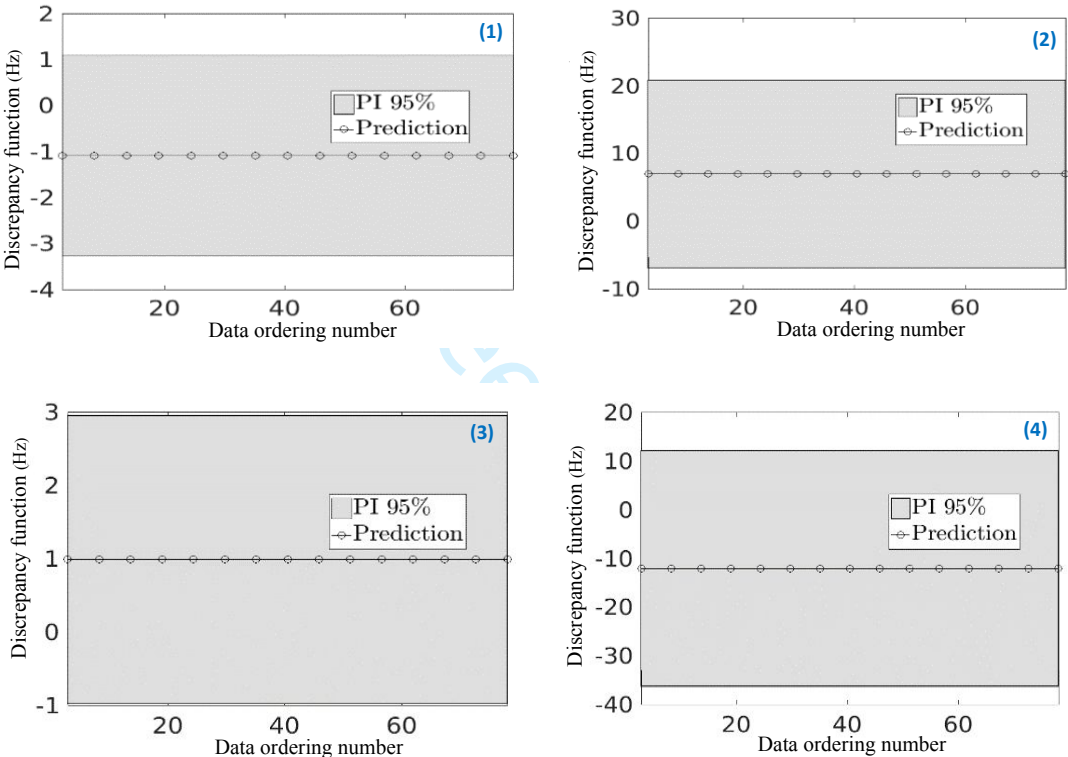 (1)
Discrepancy function (Hz)
2
1
0
-1
-2
-3
-4
PI 95%
Prediction
20
40
60
Data ordering number
(2)
Discrepancy function (Hz)
30
20
10
0
-10
PI 95%
Prediction
20
40
60
Data ordering number
(3)
Discrepancy function (Hz)
3
2
1
0
-1
PI 95%
Prediction
20
40
60
Data ordering number
(4)
Discrepancy function (Hz)
20
10
0
-10
-20
-30
-40
PI 95%
Prediction
20
40
60
Data ordering number